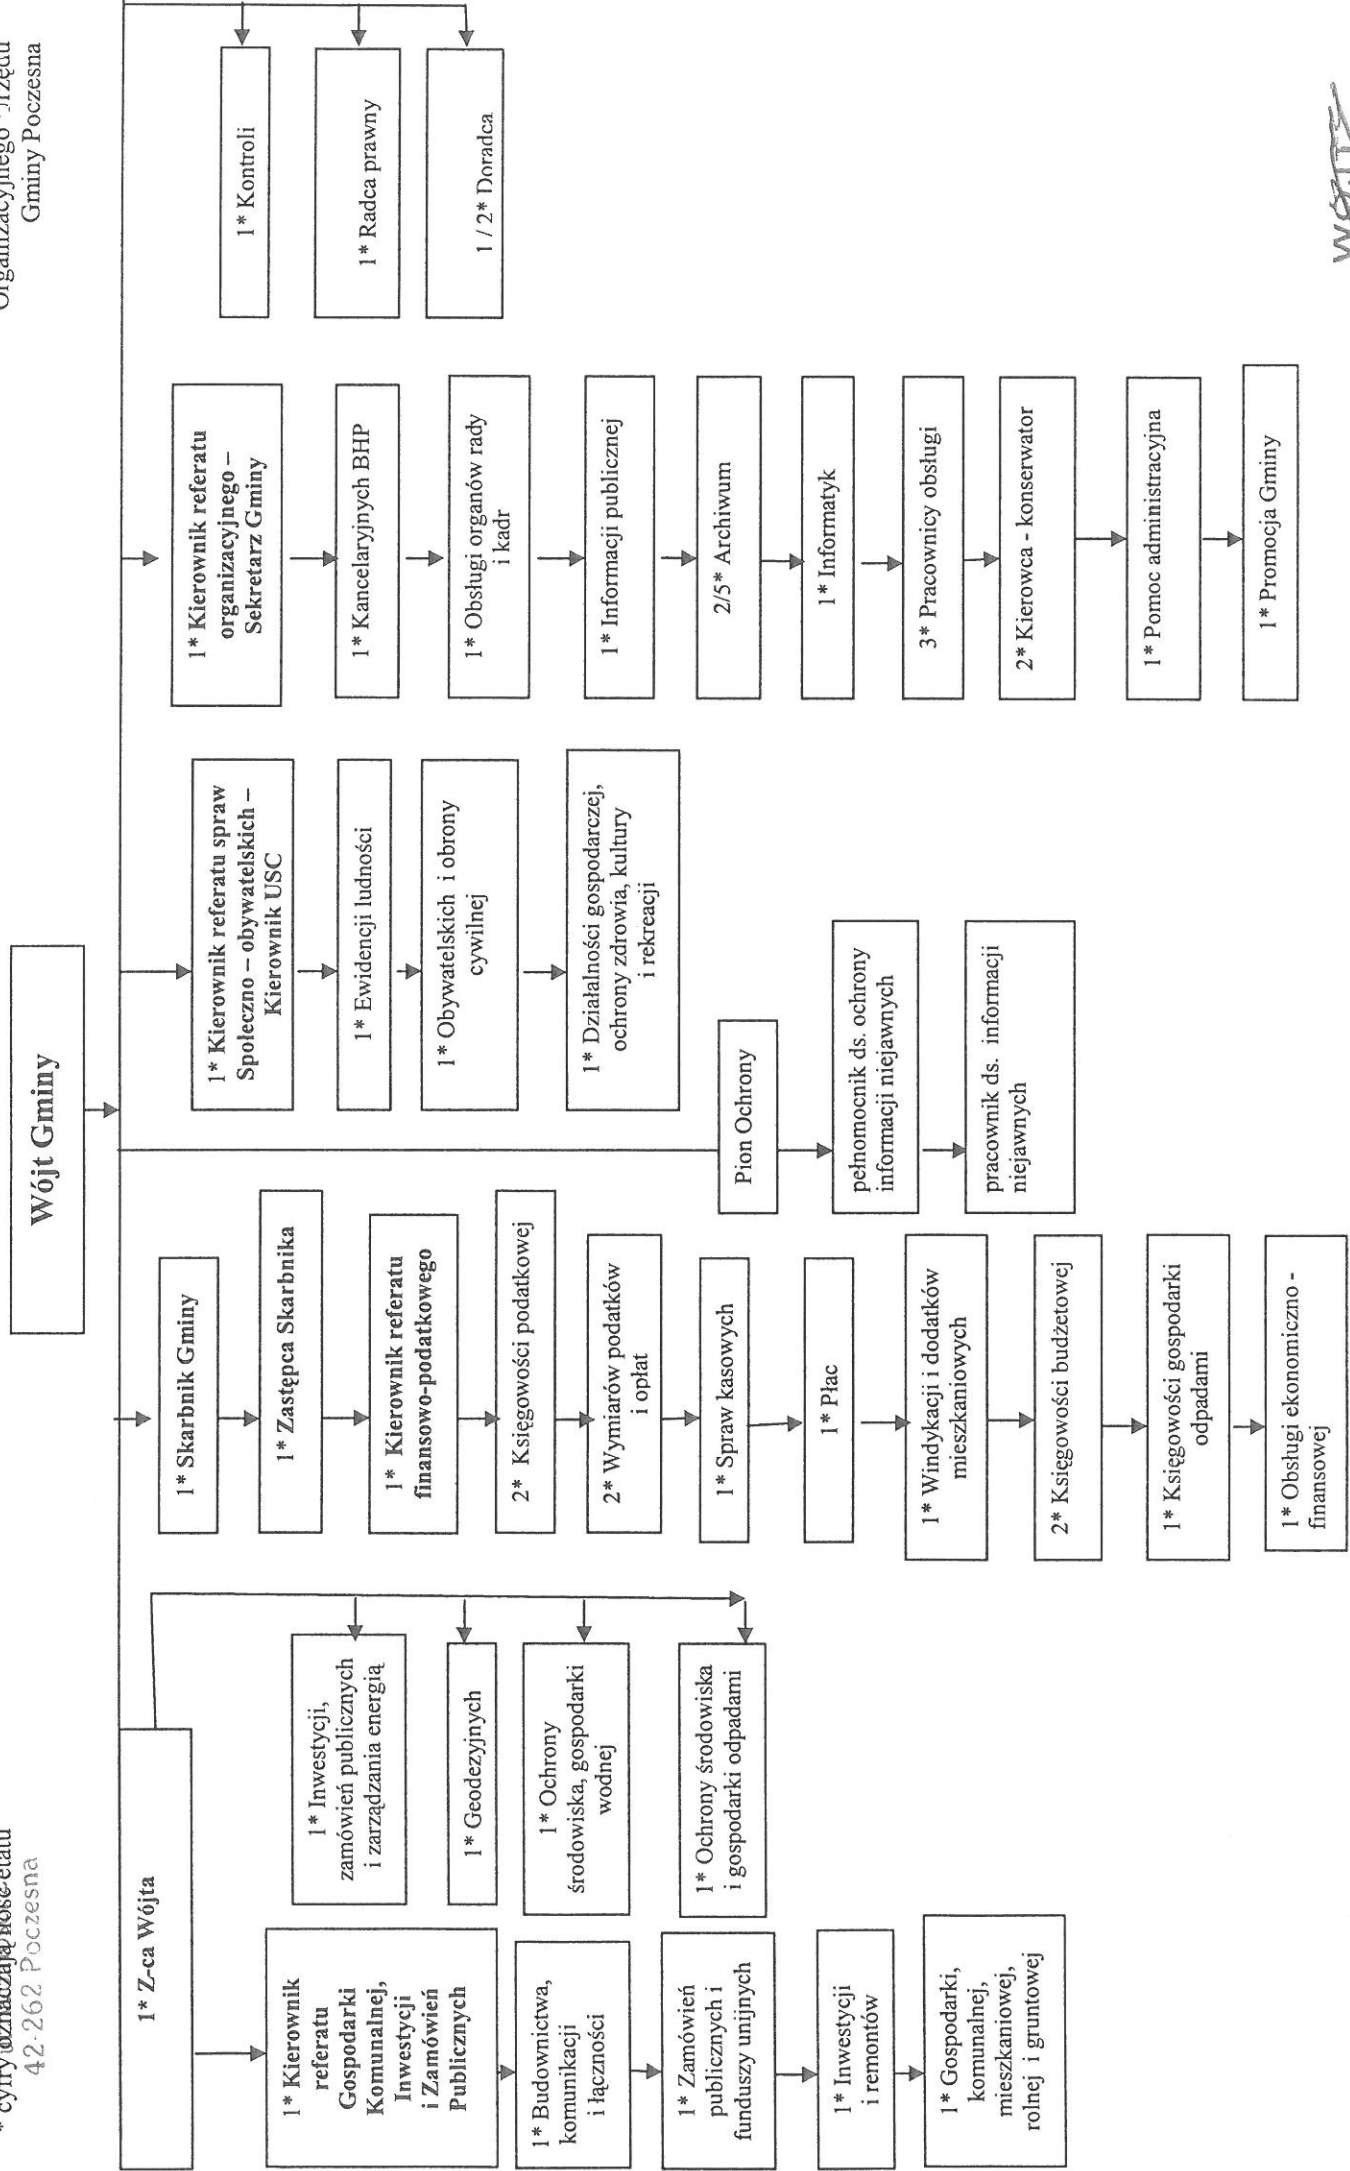 Gminy Poczesna
* cyfry oznaczają ilość etatu
42-262 Poczesna
Wójt Gminy
1* Z-ca Wójta
1* Kierownik
referatu
Gospodarki
Komunalnej,
Inwestycji
i Zamówień
Publicznych
1* Budownictwa,
komunikacji
i łączności
1* Zamówień
publicznych i
funduszy unijnych
1* Inwestycji
i remontów
1* Gospodarki,
komunalnej,
mieszkaniowej,
rolnej i gruntowej
1* Inwestycji,
zamówień publicznych
i zarządzania energią
1* Geodezyjnych
1* Ochrony
środowiska, gospodarki
wodnej
1* Ochrony środowiska
i gospodarki odpadami
1* Skarbnik Gminy
1* Zastępca Skarbnika
1* Kierownik referatu
finansowo-podatkowego
2* Księgowości podatkowej
2* Wymiarów podatków
i opłat
1* Spraw kasowych
1* Płac
1* Windykacji i dodatków
mieszkaniowych
2* Księgowości budżetowej
1* Księgowości gospodarki
odpadami
1* Obsługi ekonomiczno -
finansowej
Pion Ochrony
pełnomocnik ds. ochrony
informacji niejawnych
pracownik ds. informacji
niejawnych
1* Kierownik referatu spraw
Społeczno – obywatelskich –
Kierownik USC
1* Ewidencji ludności
1* Obywatelskich i obrony
cywilnej
1* Działalności gospodarczej,
ochrony zdrowia, kultury
i rekreacji
1* Kierownik referatu
organizacyjnego –
Sekretarz Gminy
1* Kancelaryjnych BHP
1* Obsługi organów rady
i kadr
1* Informacji publicznej
2/5* Archiwum
1* Informatyk
3* Pracownicy obsługi
2* Kierowca - konserwator
1* Pomoc administracyjna
1* Promocja Gminy
1* Kontroli
1* Radca prawny
1 / 2* Doradca